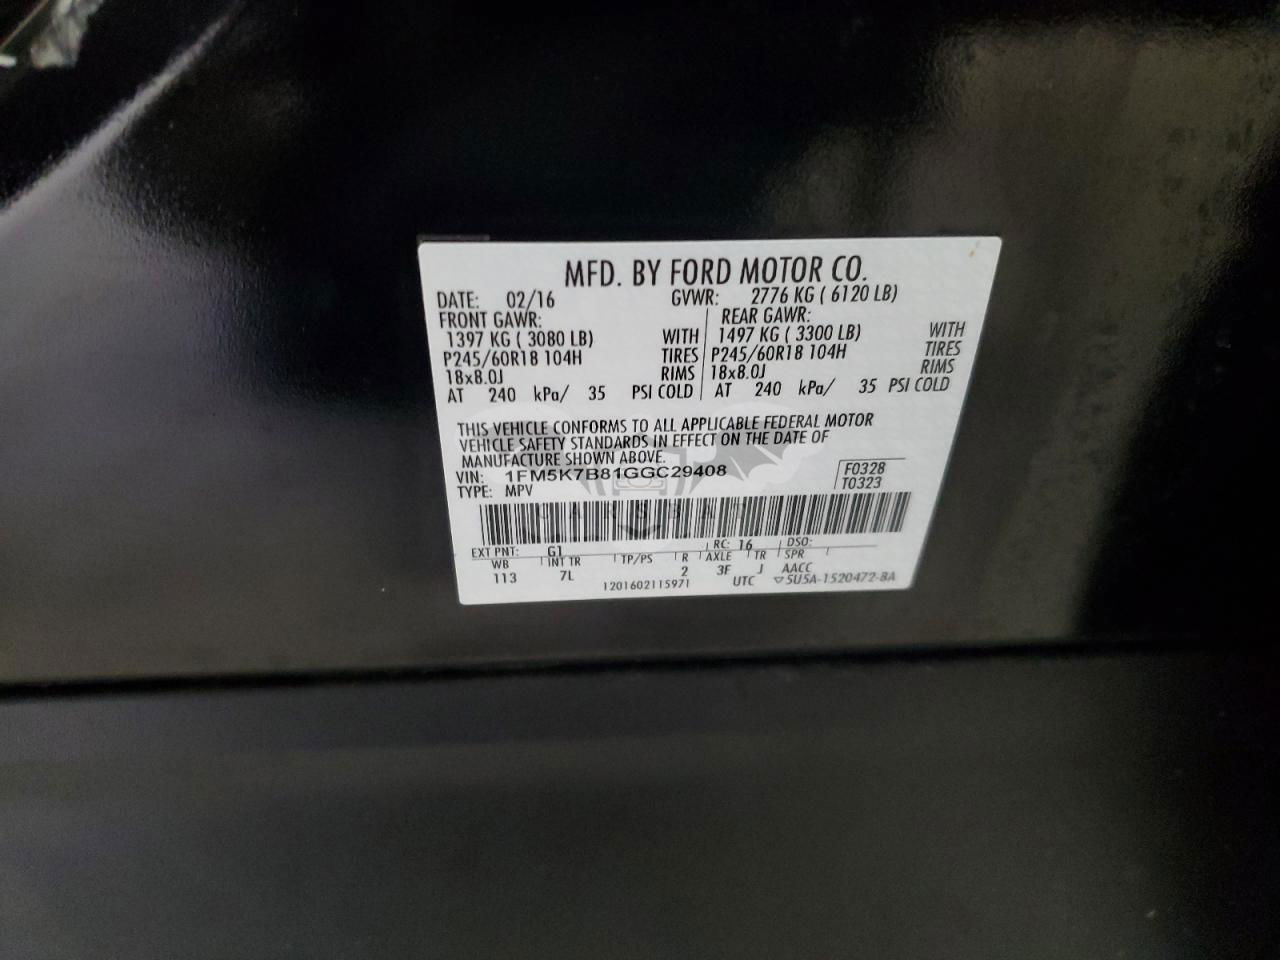 MFD. BY FORD MOTOR CO.
DATE: 02/16 GVWR: 2776 KG ( 6120 LB)
FRONT GAWR: REAR GAWR:
1397 KG ( 3080 LB) WITH 1497 KG ( 3300 LB) WITH
P245/60R18 104H TIRES P245/60R18 104H TIRES
18x8.0J RIMS 18x8.0J RIMS
AT 240 kPa/ 35 PSI COLD AT 240 kPa/ 35 PSI COLD
THIS VEHICLE CONFORMS TO ALL APPLICABLE FEDERAL MOTOR
VEHICLE SAFETY STANDARDS IN EFFECT ON THE DATE OF
MANUFACTURE SHOWN ABOVE.
VIN: 1FM5K7B81GGC29408 F0328
TYPE: MPV T0323
EXT PNT: G1 RC: 16 DSO:
WB INT TR TP/PS R AXLE TR SPR
113 7L 2 3F J AACC
1201602115971 UTC ▽5U5A-1520472-BA